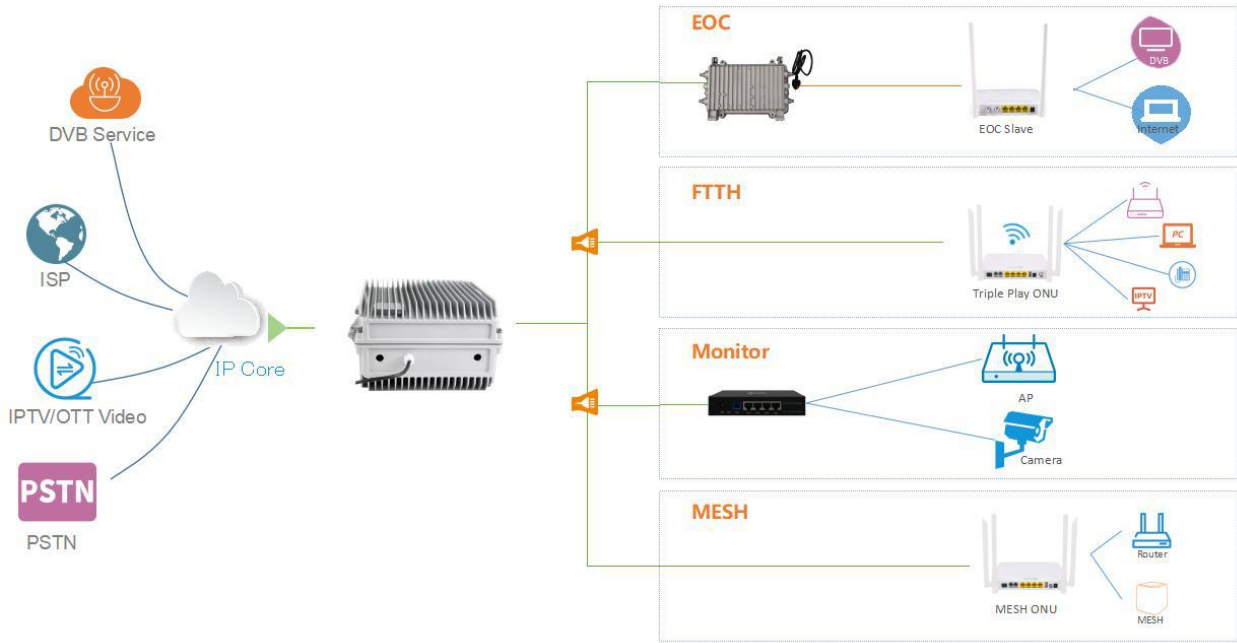 DVB Service
ISP
IPTV/OTT Video
PSTN
PSTN
IP Core
EOC
EOC Slave
DVB
Internet
FTTH
Triple Play ONU
PC
IPTV
Monitor
AP
Camera
MESH
MESH ONU
Router
MESH